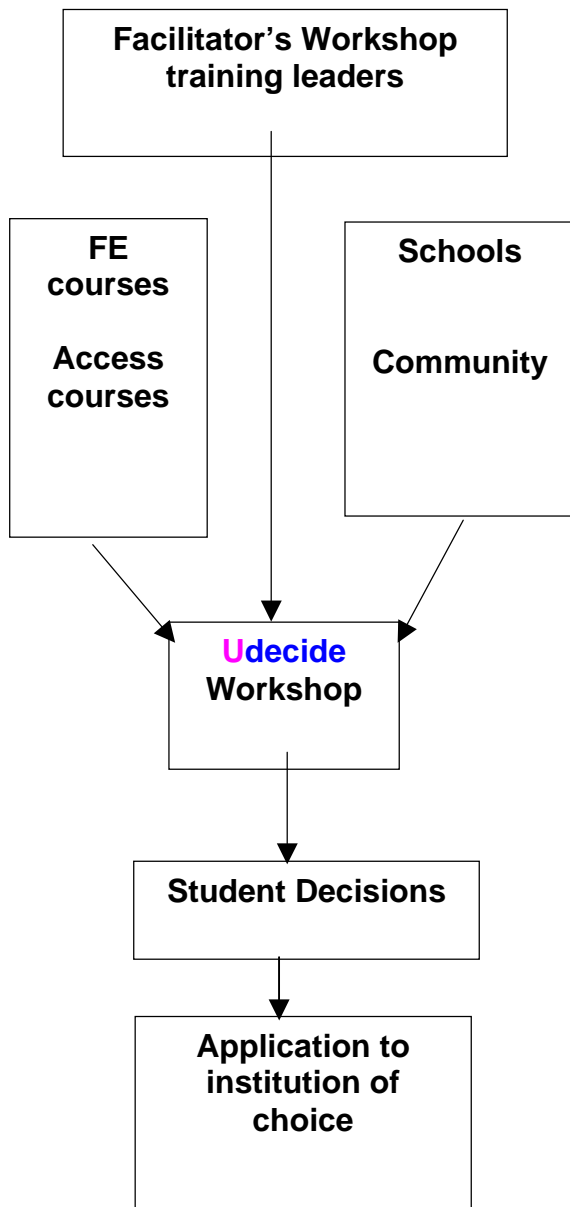 Facilitator’s Workshop
training leaders
FE
courses
Access
courses
Schools
Community
Udecide
Workshop
Student Decisions
Application to
institution of
choice